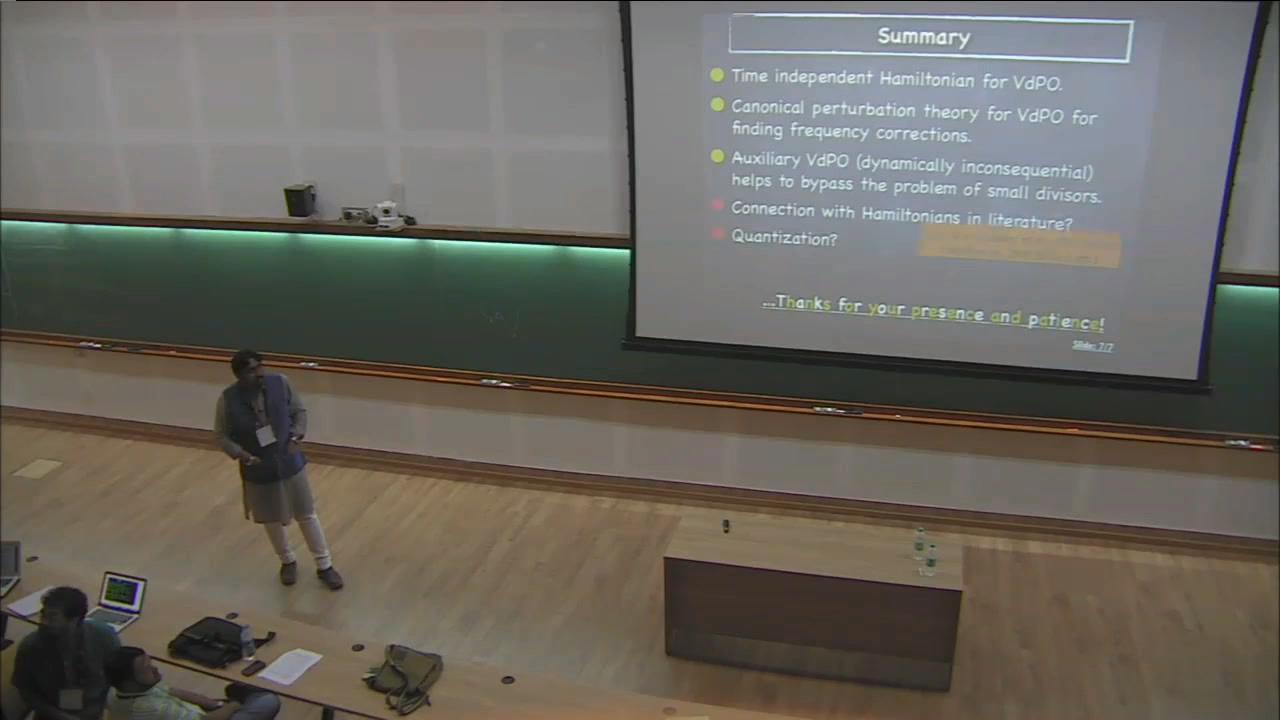 Summary
Time independent Hamiltonian for VdPO.
Canonical perturbation theory for VdPO for
finding frequency corrections.
Auxiliary VdPO (dynamically inconsequential)
helps to bypass the problem of small divisors.
Connection with Hamiltonians in literature?
Quantization?
...Thanks for your presence and patience!
Slide: 7/7